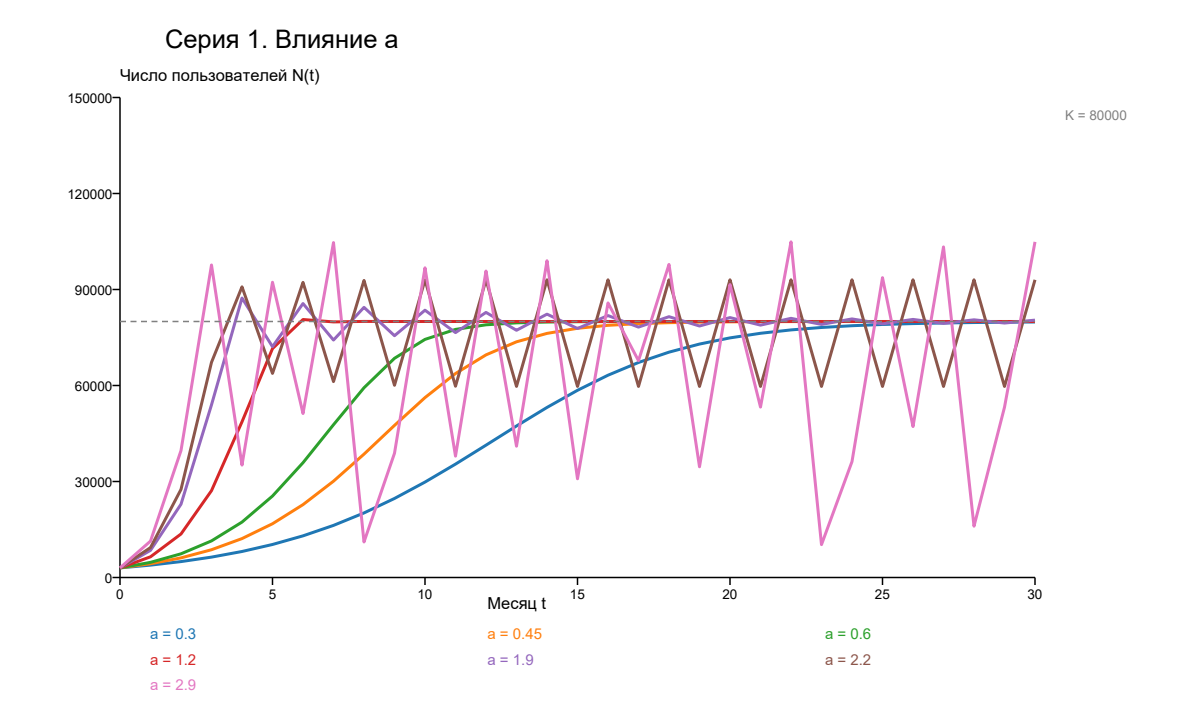 Серия 1. Влияние a
Число пользователей N(t)
150000
K = 80000
120000
90000
60000
30000
0
0 5 10 15 20 25 30
Месяц t
a = 0.3 a = 0.45 a = 0.6
a = 1.2 a = 1.9 a = 2.2
a = 2.9